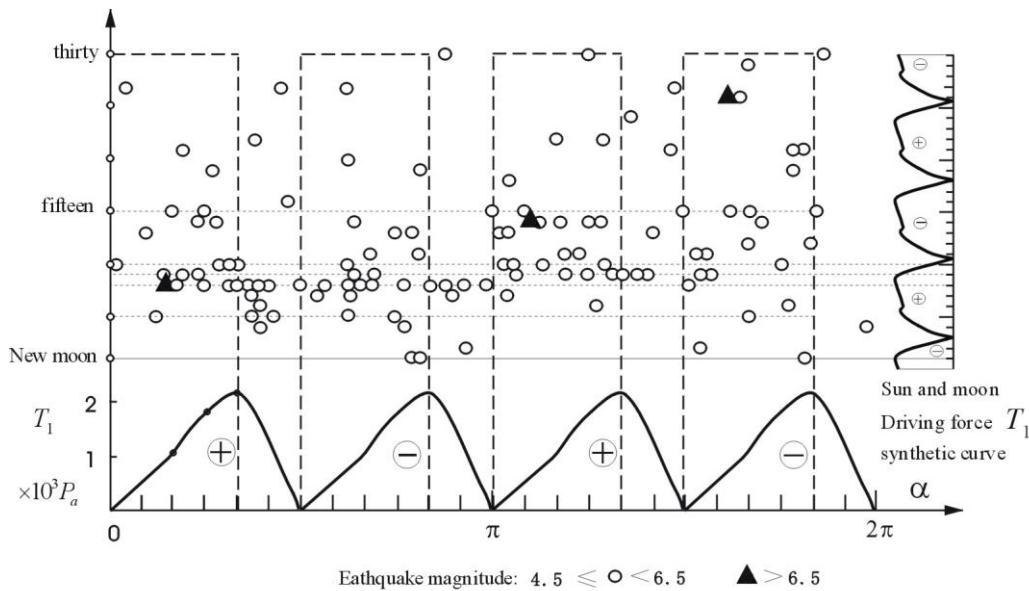 thirty
fifteen
New moon
2
T₁
1
×10³Pₐ
+
−
+
−
0
π
2π
α
−
+
−
+
−
Sun and moon
Driving force T₁
synthetic curve
Eathquake magnitude: 4.5 ≤ ○ < 6.5 ▲ > 6.5